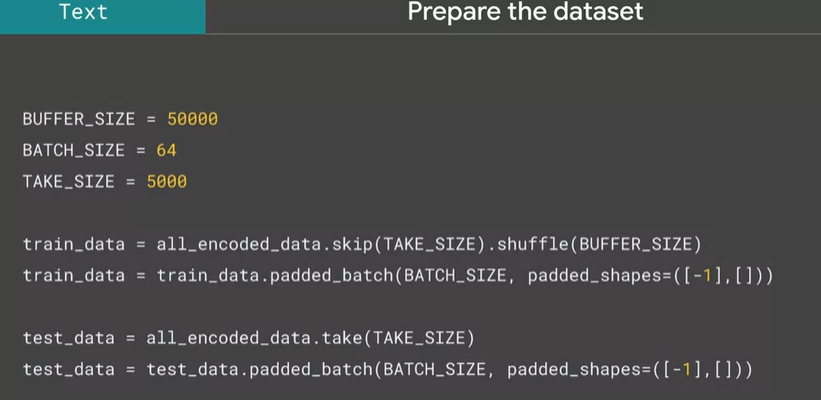 Text
Prepare the dataset
BUFFER_SIZE = 50000
BATCH_SIZE = 64
TAKE_SIZE = 5000
train_data = all_encoded_data.skip(TAKE_SIZE).shuffle(BUFFER_SIZE)
train_data = train_data.padded_batch(BATCH_SIZE, padded_shapes=([-1],[]))
test_data = all_encoded_data.take(TAKE_SIZE)
test_data = test_data.padded_batch(BATCH_SIZE, padded_shapes=([-1],[]))